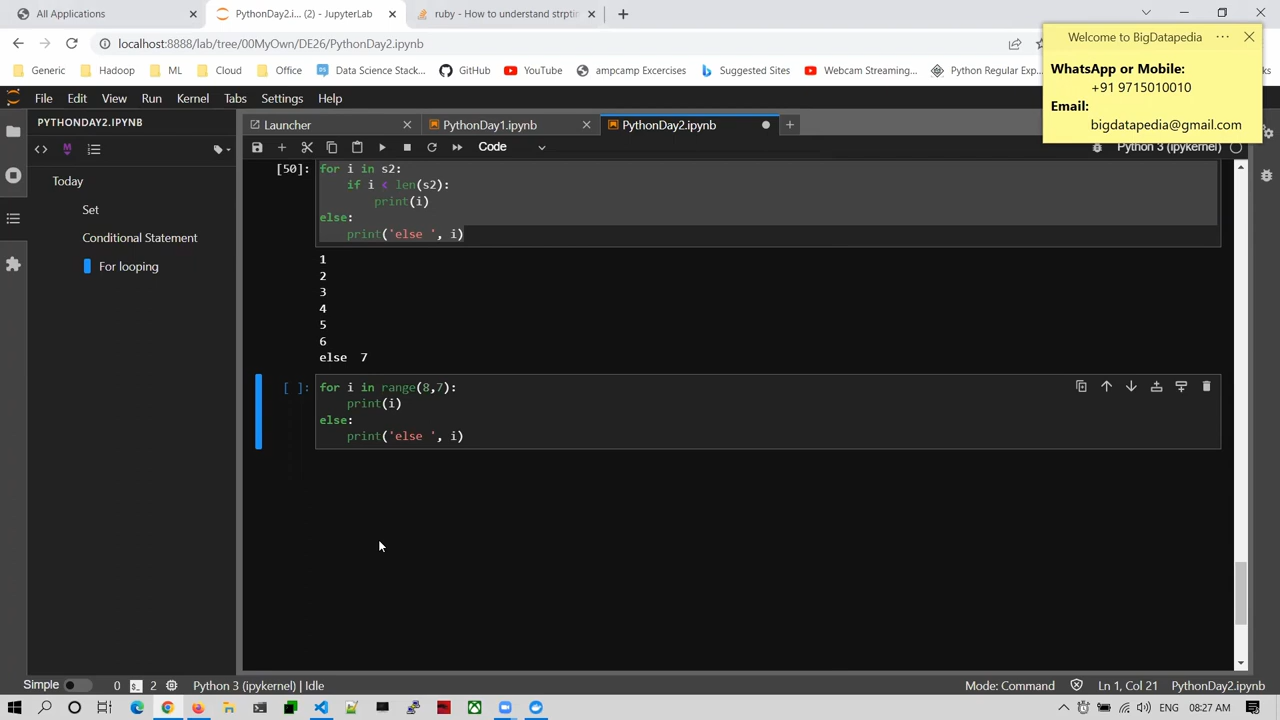 All Applications
PythonDay2.i... (2) - JupyterLab
ruby - How to understand strptin
localhost:8888/lab/tree/00MyOwn/DE26/PythonDay2.ipynb
Generic
Hadoop
ML
Cloud
Office
Data Science Stack...
GitHub
YouTube
ampcamp Excercises
Suggested Sites
Webcam Streaming...
Python Regular Exp...
Welcome to BigDatapedia
WhatsApp or Mobile:
+91 9715010010
Email:
bigdatapedia@gmail.com
File Edit View Run Kernel Tabs Settings Help
PYTHONDAY2.IPYNB
Launcher
PythonDay1.ipynb
PythonDay2.ipynb
Code
Python 3 (ipykernel)
Today
Set
Conditional Statement
For looping
[50]:
for i in s2:
    if i < len(s2):
        print(i)
else:
    print('else ', i)
1
2
3
4
5
6
else  7
[ ]:
for i in range(8,7):
    print(i)
else:
    print('else ', i)
Simple 0 2 Python 3 (ipykernel) | Idle
Mode: Command
Ln 1, Col 21
PythonDay2.ipynb
ENG 08:27 AM